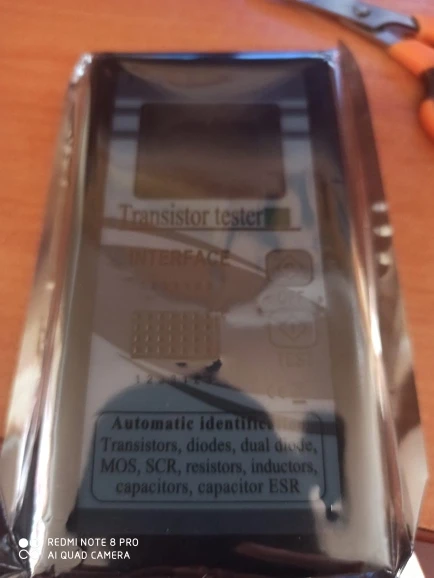 Transistor tester
INTERFACE
Automatic
Transistors, diodes, dual diode,
MOS, SCR, resistors, inductors,
capacitors, capacitor ESR
REDMI NOTE 8 PRO
AI QUAD CAMERA